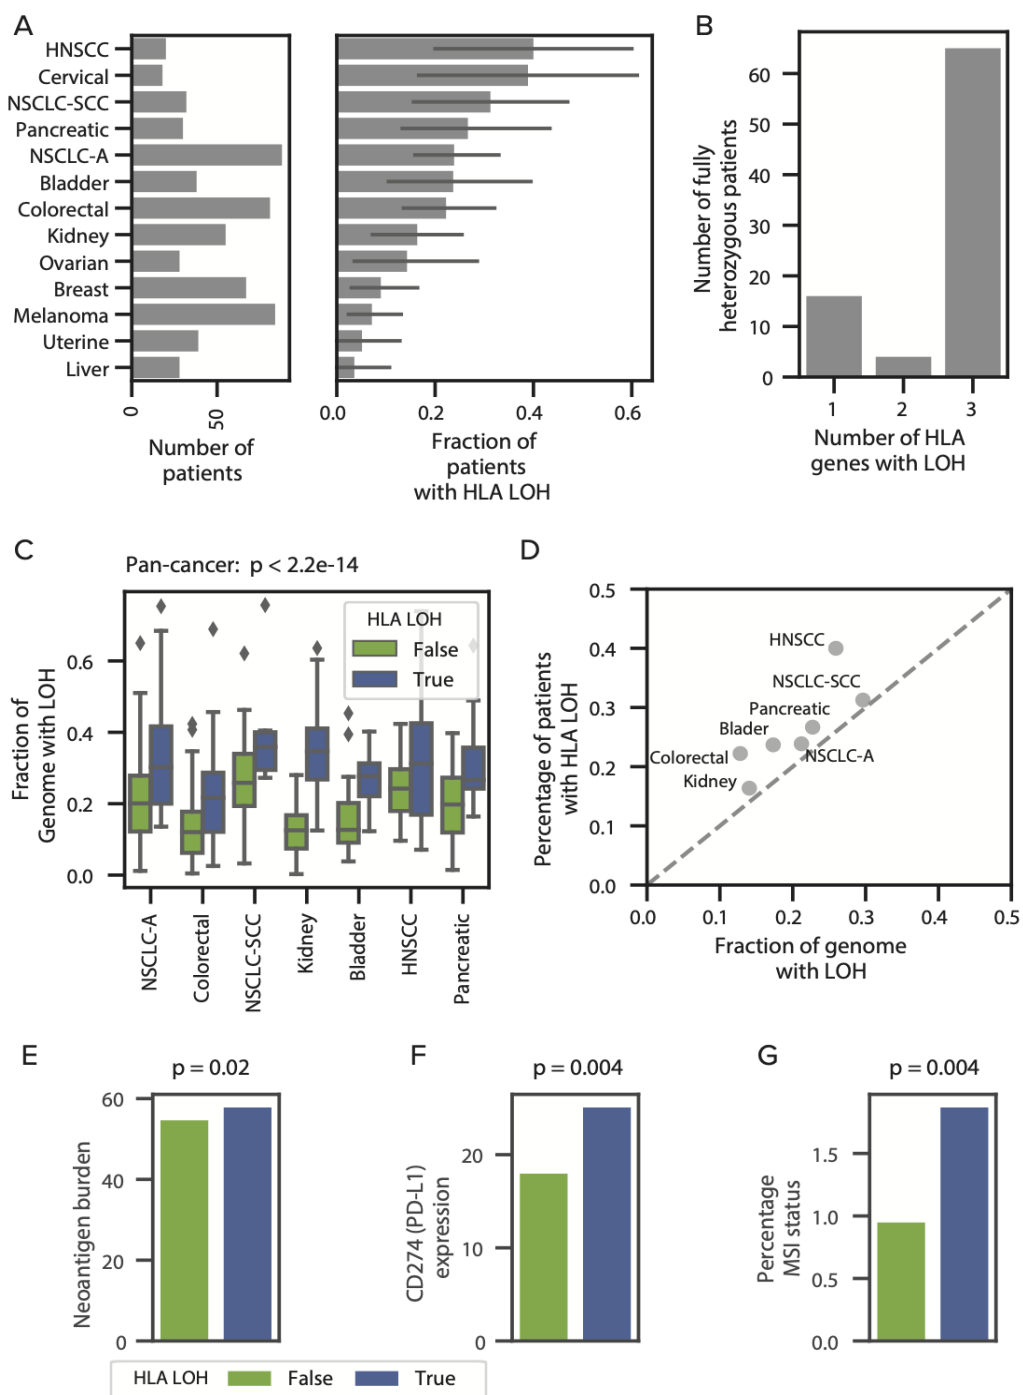 A
HNSCC
Cervical
NSCLC-SCC
Pancreatic
NSCLC-A
Bladder
Colorectal
Kidney
Ovarian
Breast
Melanoma
Uterine
Liver
0
50
Number of
patients
0.0
0.2
0.4
0.6
Fraction of
patients
with HLA LOH
B
Number of fully
heterozygous patients
60
50
40
30
20
10
0
1
2
3
Number of HLA
genes with LOH
C
Pan-cancer: p < 2.2e-14
HLA LOH
False
True
Fraction of
Genome with LOH
0.6
0.4
0.2
0.0
NSCLC-A
Colorectal
NSCLC-SCC
Kidney
Bladder
HNSCC
Pancreatic
D
Percentage of patients
with HLA LOH
0.5
0.4
0.3
0.2
0.1
0.0
HNSCC
NSCLC-SCC
Pancreatic
Blader
NSCLC-A
Colorectal
Kidney
0.0
0.1
0.2
0.3
0.4
0.5
Fraction of genome
with LOH
E
p = 0.02
Neoantigen burden
60
40
20
0
F
p = 0.004
CD274 (PD-L1)
expression
20
10
0
G
p = 0.004
Percentage
MSI status
1.5
1.0
0.5
0.0
HLA LOH
False
True